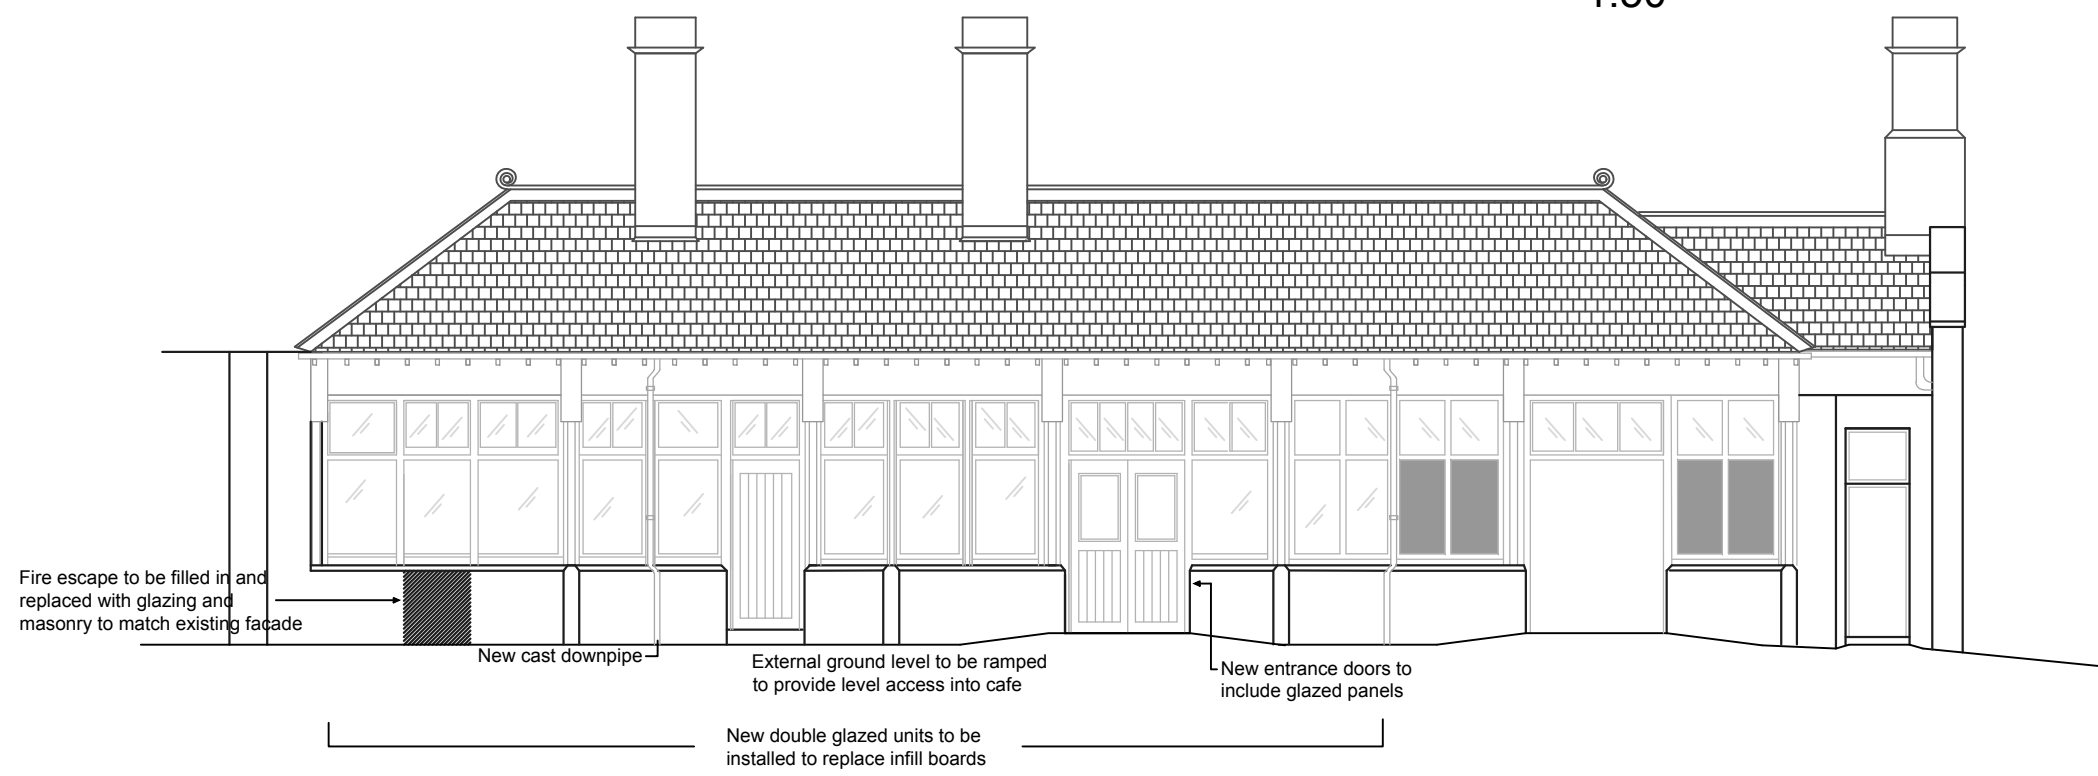 Fire escape to be filled in and
replaced with glazing and
masonry to match existing facade
New cast downpipe
External ground level to be ramped
to provide level access into cafe
New entrance doors to
include glazed panels
New double glazed units to be
installed to replace infill boards